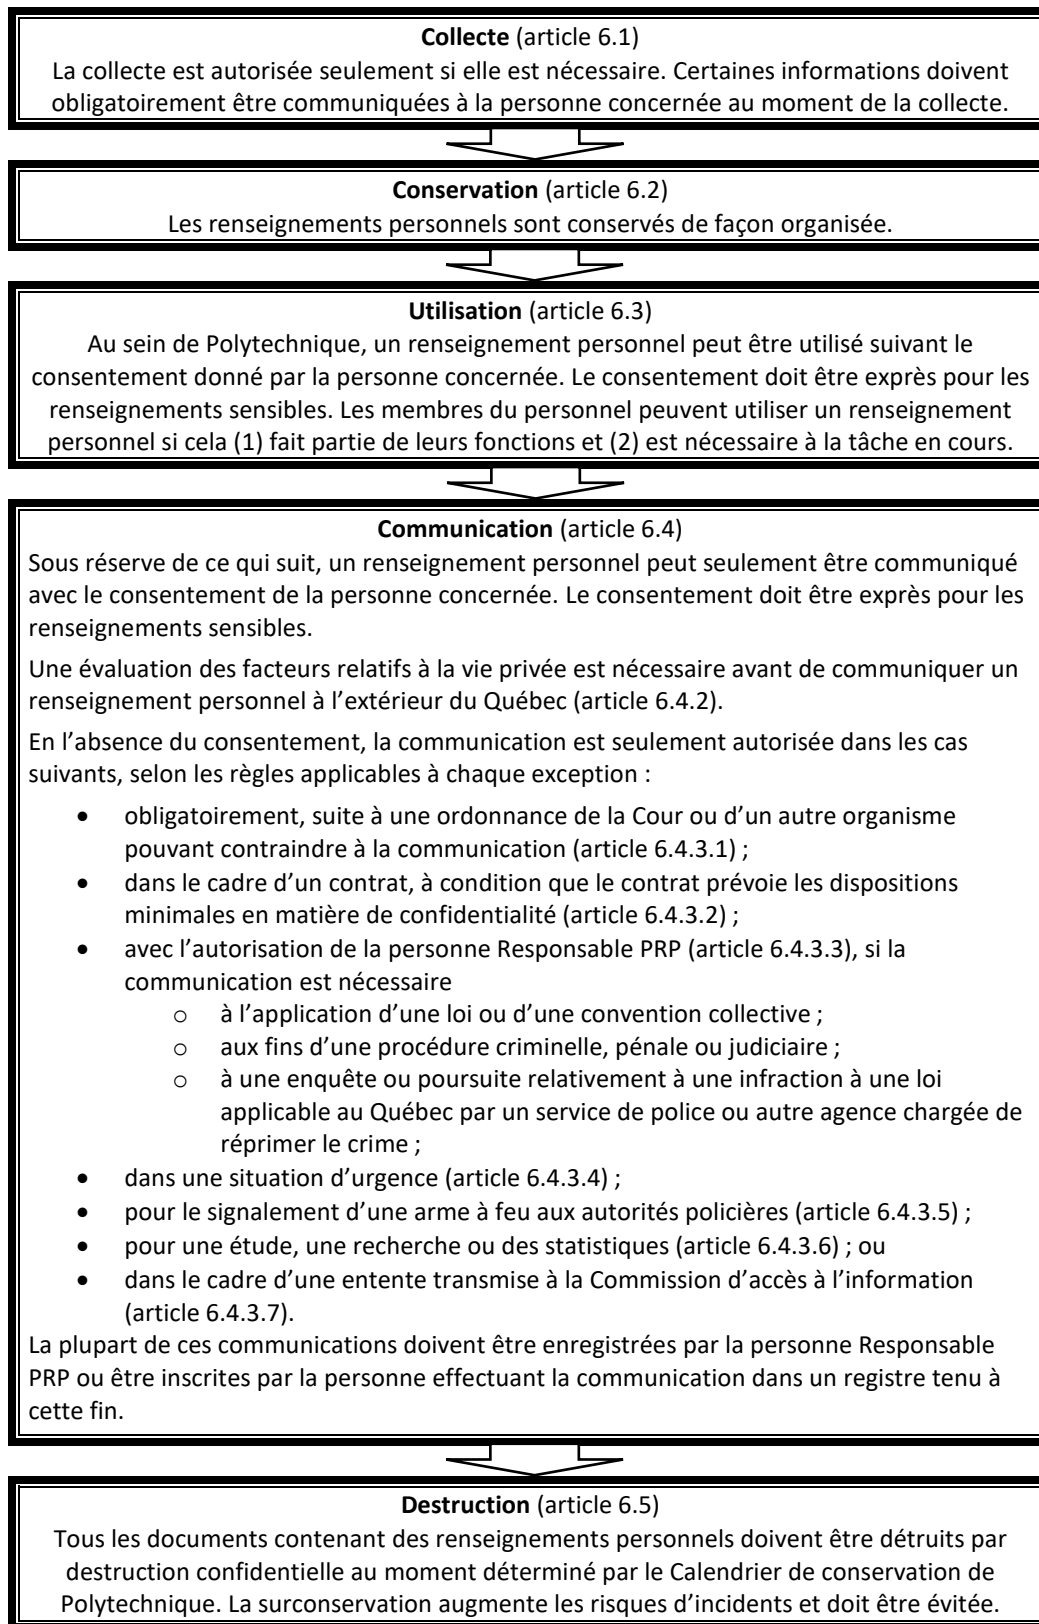 Collecte (article 6.1)
La collecte est autorisée seulement si elle est nécessaire. Certaines informations doivent
obligatoirement être communiquées à la personne concernée au moment de la collecte.
Conservation (article 6.2)
Les renseignements personnels sont conservés de façon organisée.
Utilisation (article 6.3)
Au sein de Polytechnique, un renseignement personnel peut être utilisé suivant le
consentement donné par la personne concernée. Le consentement doit être exprès pour les
renseignements sensibles. Les membres du personnel peuvent utiliser un renseignement
personnel si cela (1) fait partie de leurs fonctions et (2) est nécessaire à la tâche en cours.
Communication (article 6.4)
Sous réserve de ce qui suit, un renseignement personnel peut seulement être communiqué
avec le consentement de la personne concernée. Le consentement doit être exprès pour les
renseignements sensibles.
Une évaluation des facteurs relatifs à la vie privée est nécessaire avant de communiquer un
renseignement personnel à l’extérieur du Québec (article 6.4.2).
En l’absence du consentement, la communication est seulement autorisée dans les cas
suivants, selon les règles applicables à chaque exception :
• obligatoirement, suite à une ordonnance de la Cour ou d’un autre organisme
pouvant contraindre à la communication (article 6.4.3.1) ;
• dans le cadre d’un contrat, à condition que le contrat prévoie les dispositions
minimales en matière de confidentialité (article 6.4.3.2) ;
• avec l’autorisation de la personne Responsable PRP (article 6.4.3.3), si la
communication est nécessaire
o à l’application d’une loi ou d’une convention collective ;
o aux fins d’une procédure criminelle, pénale ou judiciaire ;
o à une enquête ou poursuite relativement à une infraction à une loi
applicable au Québec par un service de police ou autre agence chargée de
réprimer le crime ;
• dans une situation d’urgence (article 6.4.3.4) ;
• pour le signalement d’une arme à feu aux autorités policières (article 6.4.3.5) ;
• pour une étude, une recherche ou des statistiques (article 6.4.3.6) ; ou
• dans le cadre d’une entente transmise à la Commission d’accès à l’information
(article 6.4.3.7).
La plupart de ces communications doivent être enregistrées par la personne Responsable
PRP ou être inscrites par la personne effectuant la communication dans un registre tenu à
cette fin.
Destruction (article 6.5)
Tous les documents contenant des renseignements personnels doivent être détruits par
destruction confidentielle au moment déterminé par le Calendrier de conservation de
Polytechnique. La surconservation augmente les risques d’incidents et doit être évitée.